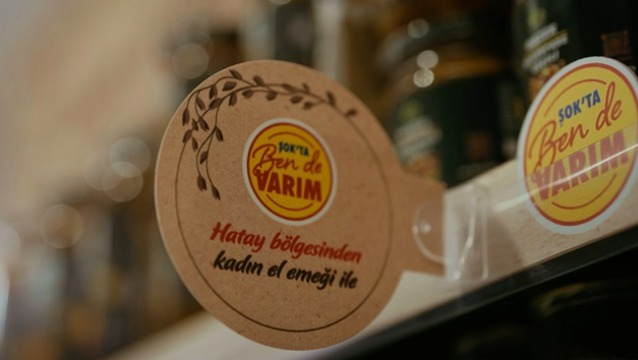 ŞOK'TA
Ben de
VARIM
Hatay bölgesinden
kadın el emeği ile
ŞOK'TA
Ben de
VARIM